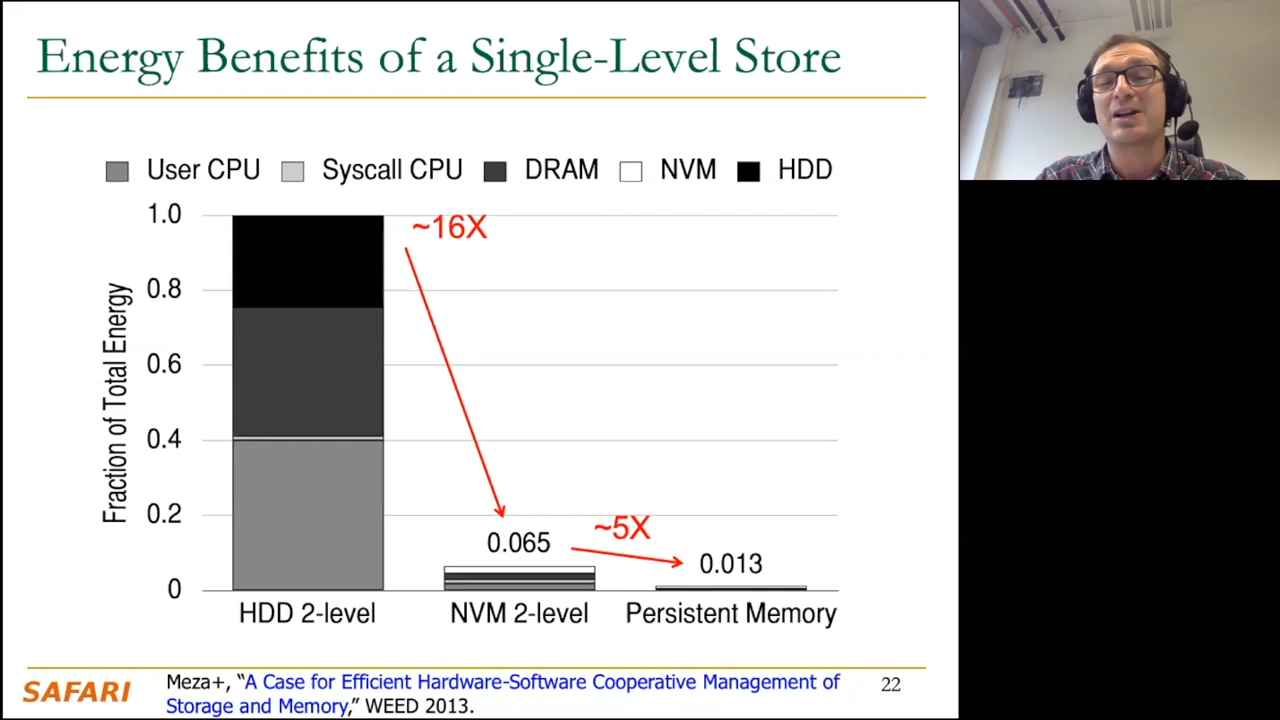 Energy Benefits of a Single-Level Store
User CPU Syscall CPU DRAM NVM HDD
1.0
~16X
0.8
0.6
0.4
0.2
0
Fraction of Total Energy
0.065
~5X
0.013
HDD 2-level NVM 2-level Persistent Memory
SAFARI
Meza+, “A Case for Efficient Hardware-Software Cooperative Management of
Storage and Memory,” WEED 2013.
22